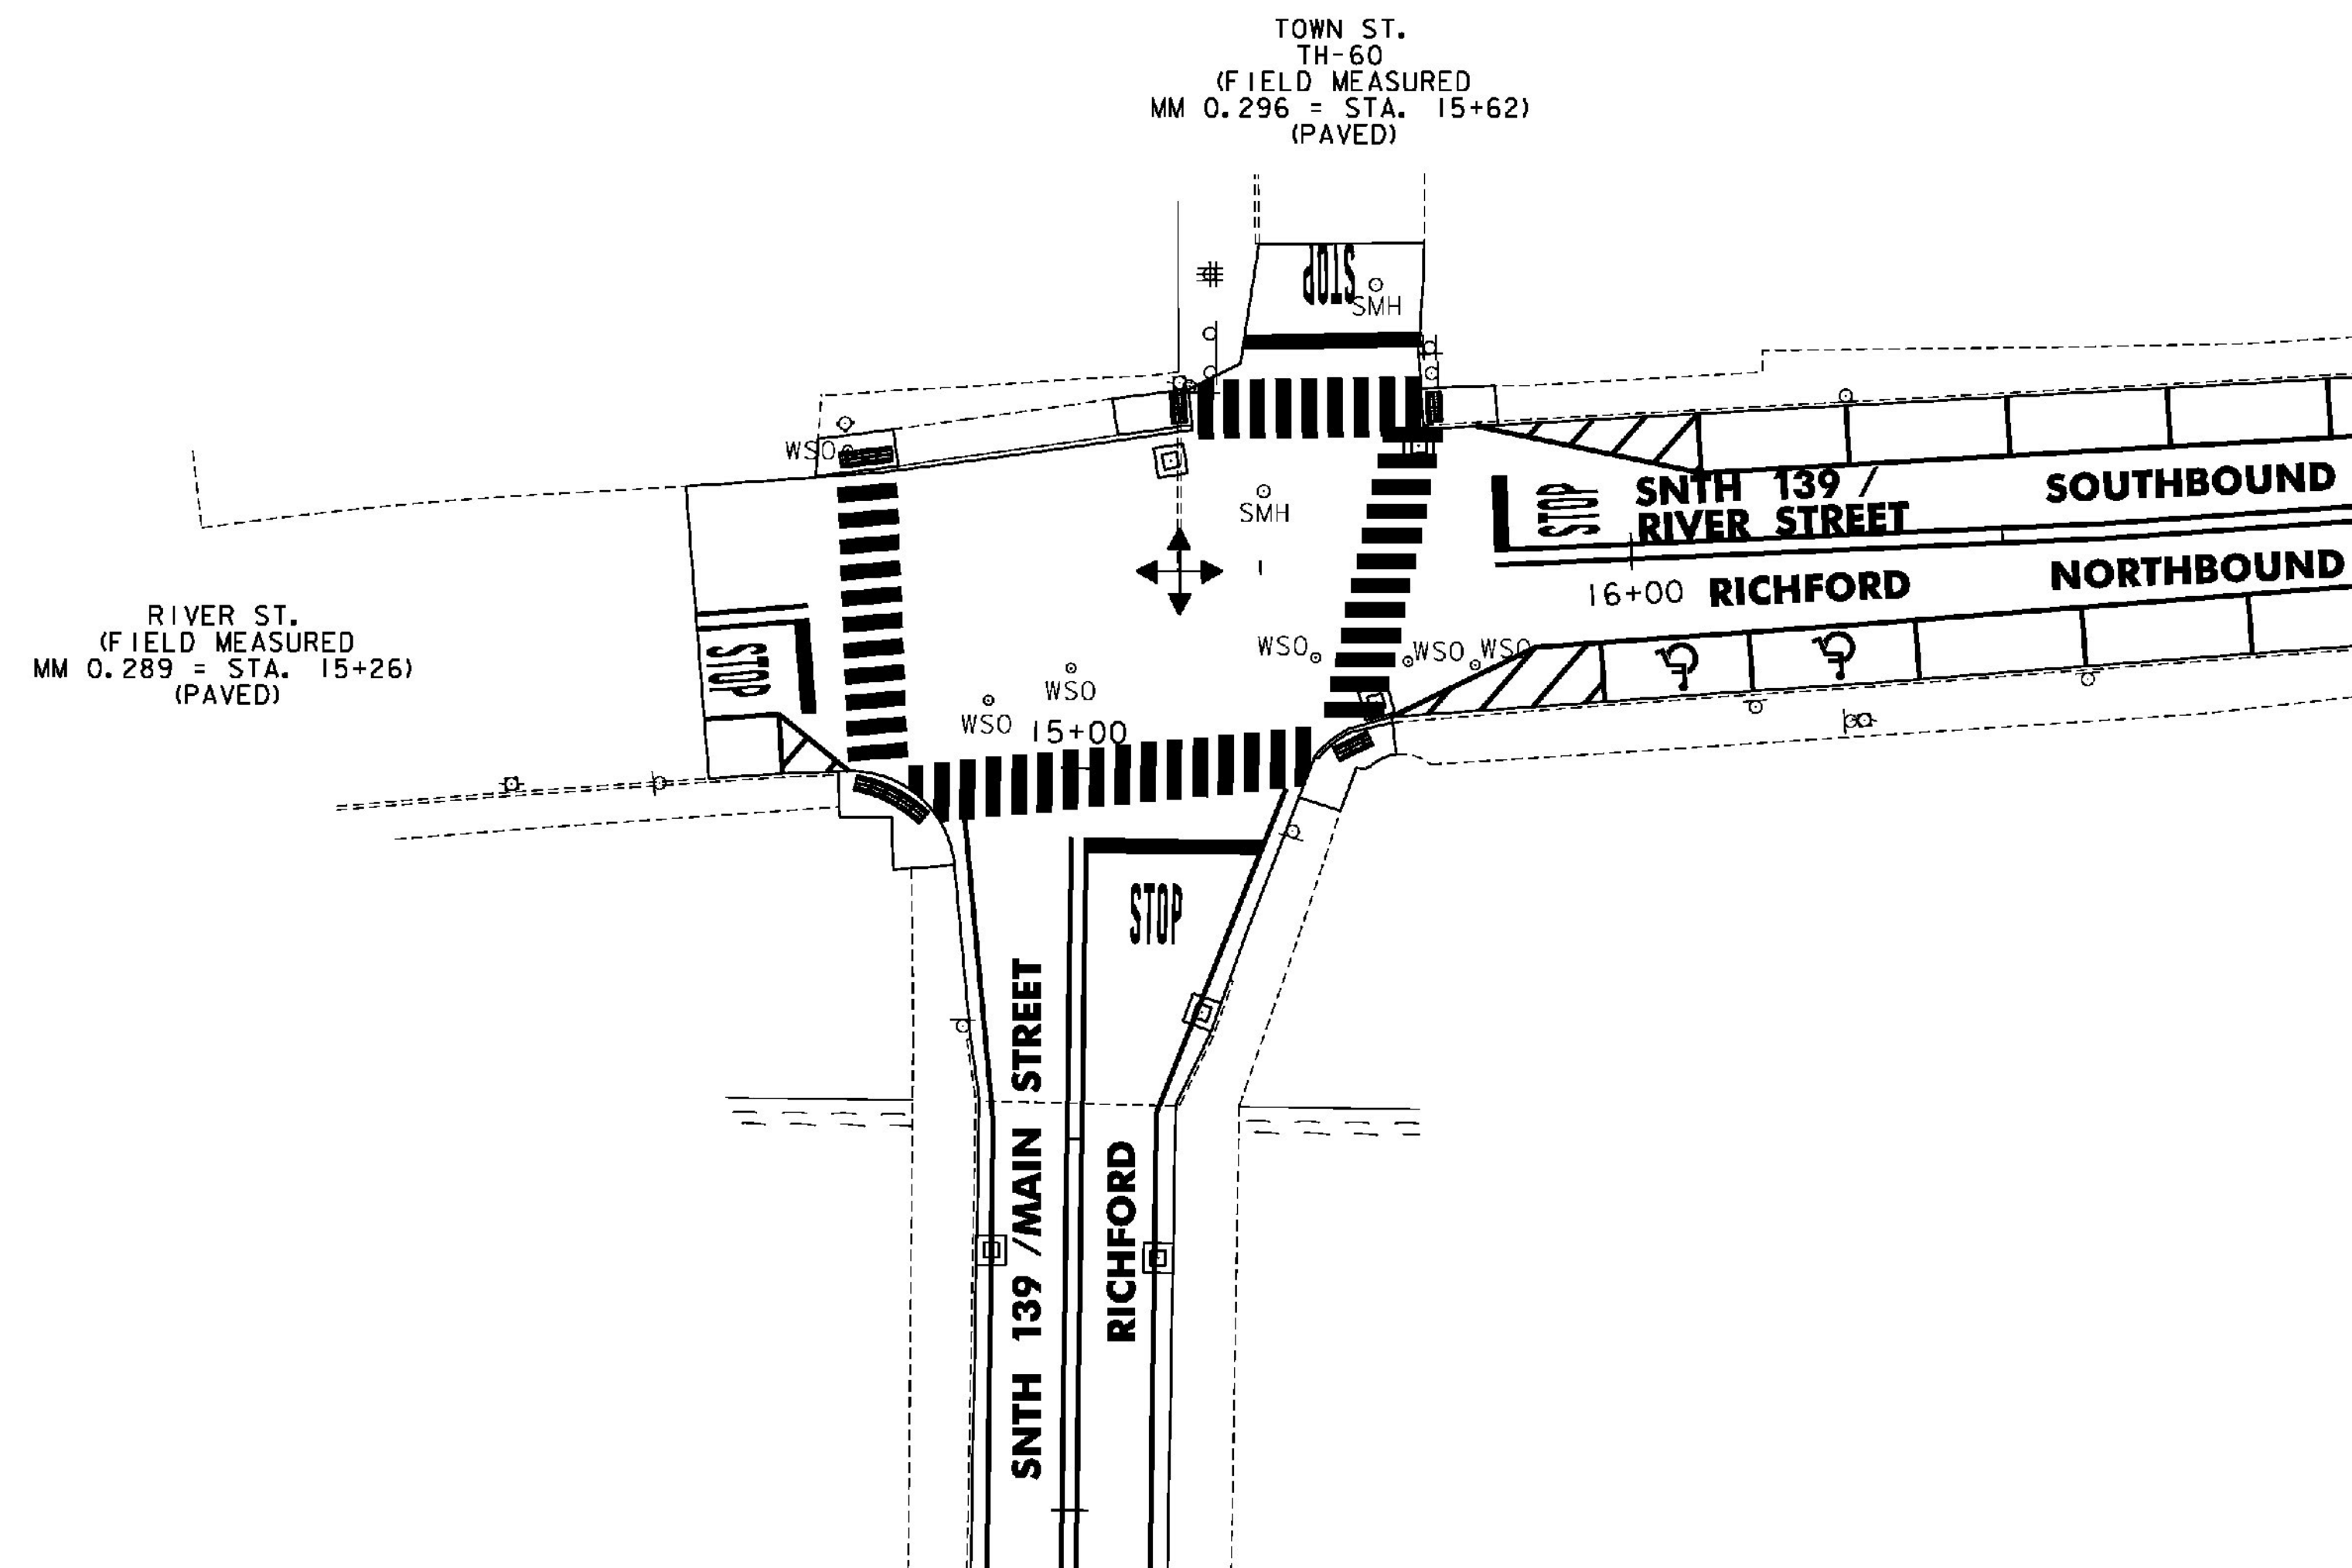 TOWN ST.
TH-60
(FIELD MEASURED
MM 0.296 = STA. 15+62)
(PAVED)
STOP
SMH
WSO
SMH
STOP
SNTH 139 /
RIVER STREET
SOUTHBOUND
16+00
RICHFORD
NORTHBOUND
RIVER ST.
(FIELD MEASURED
MM 0.289 = STA. 15+26)
(PAVED)
STOP
WSO
WSO
WSO
WSO
WSO
15+00
STOP
SNTH 139 /MAIN STREET
RICHFORD